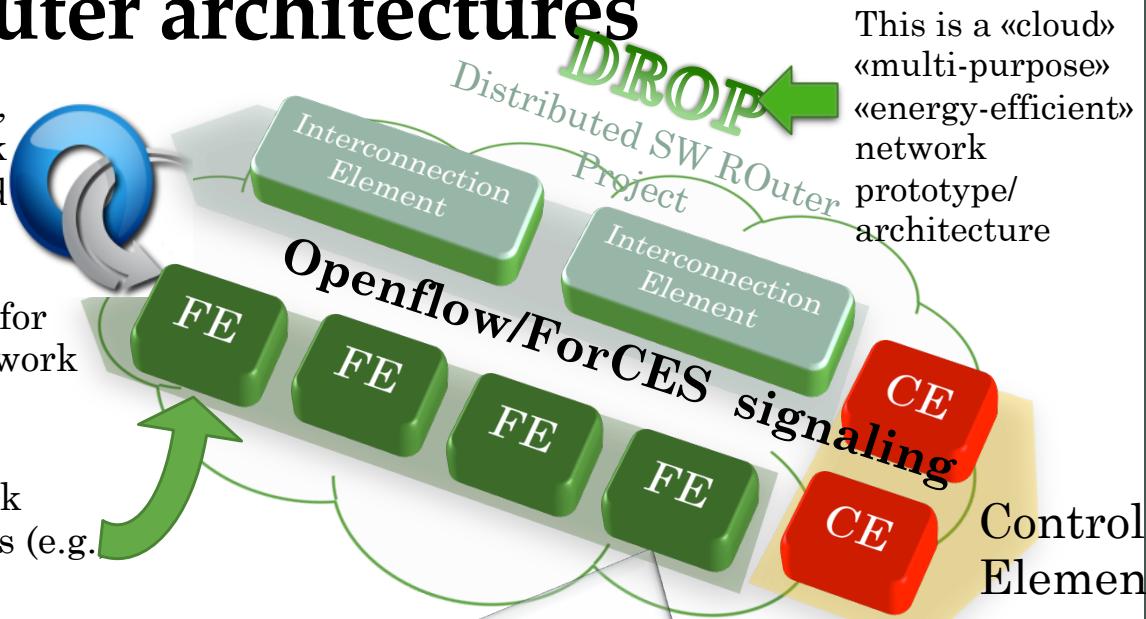 uter architectures
DROP
Distributed SW ROuter
Project
This is a «cloud»
«multi-purpose»
«energy-efficient»
network
prototype/
architecture
,
k
d
Interconnection
Element
Interconnection
Element
Openflow/ForCES signaling
for
work
FE
FE
FE
FE
CE
CE
k
s (e.g.
Control
Elemen